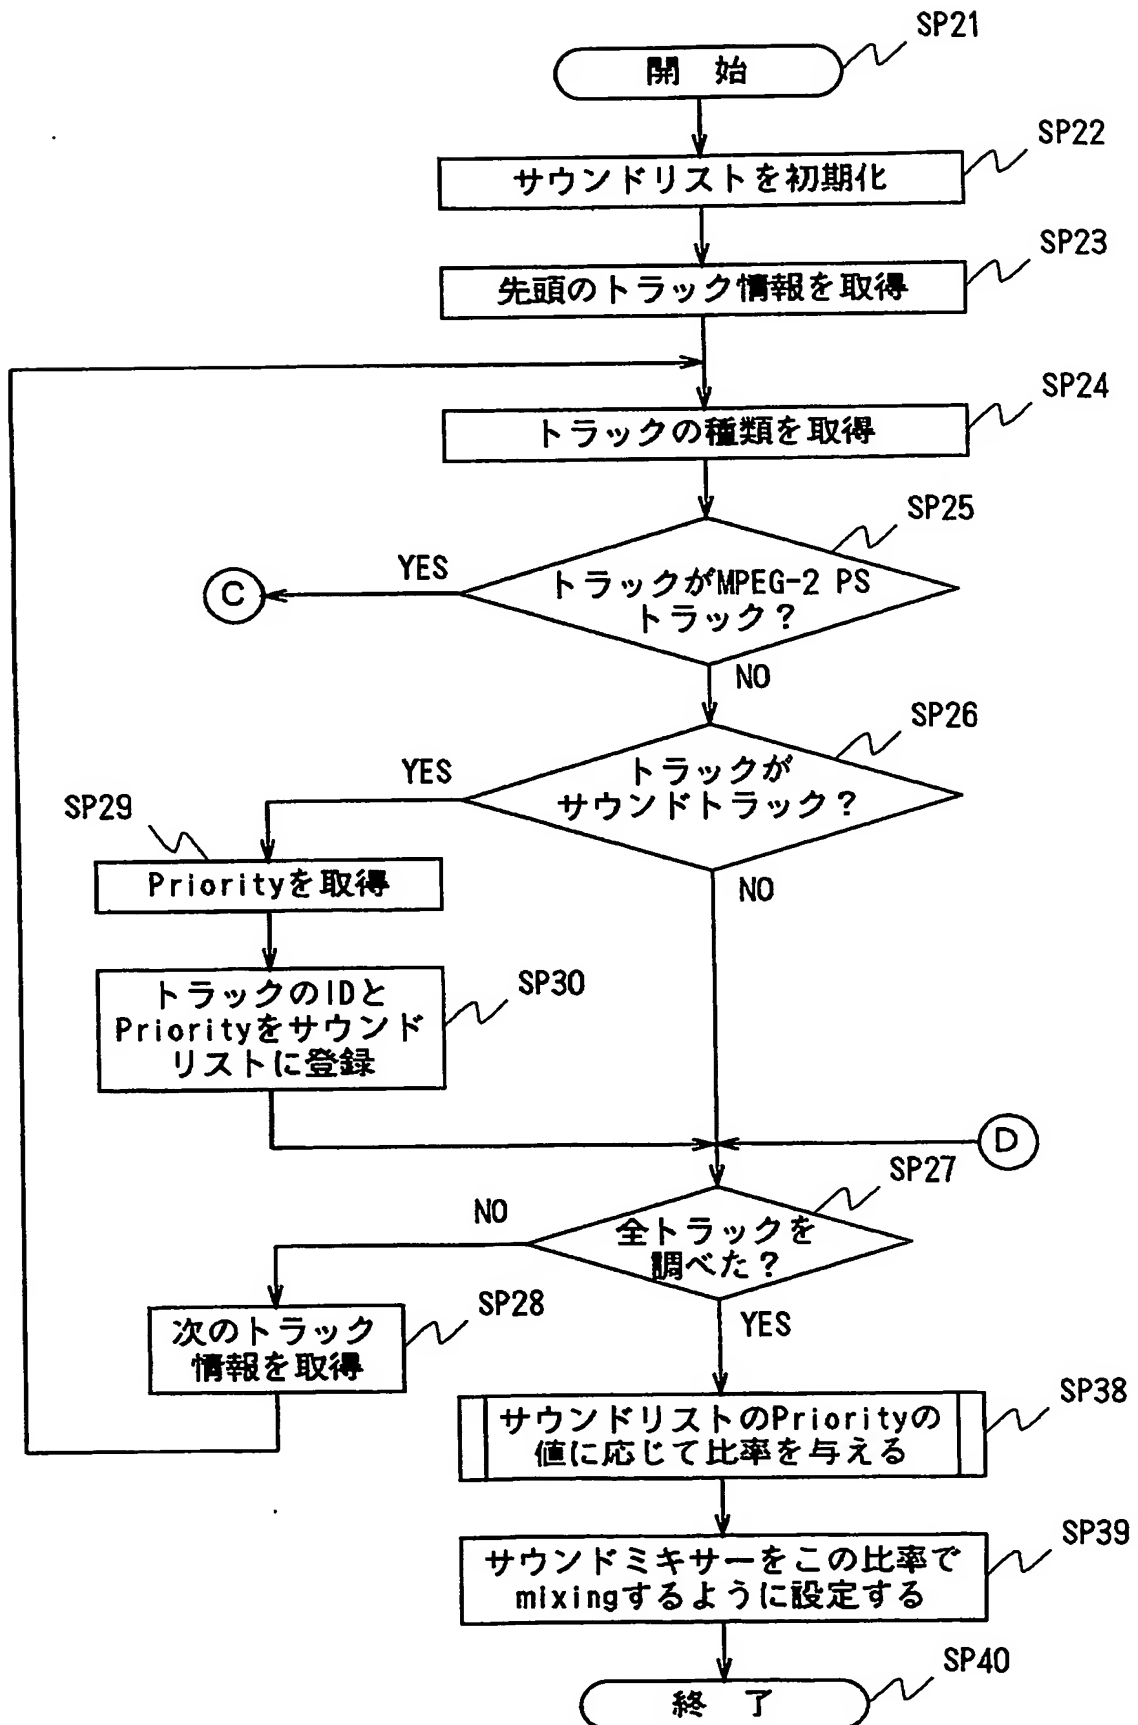 SP21
開 始
SP22
サウンドリストを初期化
SP23
先頭のトラック情報を取得
SP24
トラックの種類を取得
SP25
YES
トラックがMPEG-2 PS
トラック?
C
NO
SP26
YES
トラックが
サウンドトラック?
SP29
NO
Priorityを取得
SP30
トラックのIDと
Priorityをサウンド
リストに登録
D
SP27
NO
全トラックを
調べた?
SP28
YES
次のトラック
情報を取得
SP38
サウンドリストのPriorityの
値に応じて比率を与える
SP39
サウンドミキサーをこの比率で
mixingするように設定する
SP40
終 了